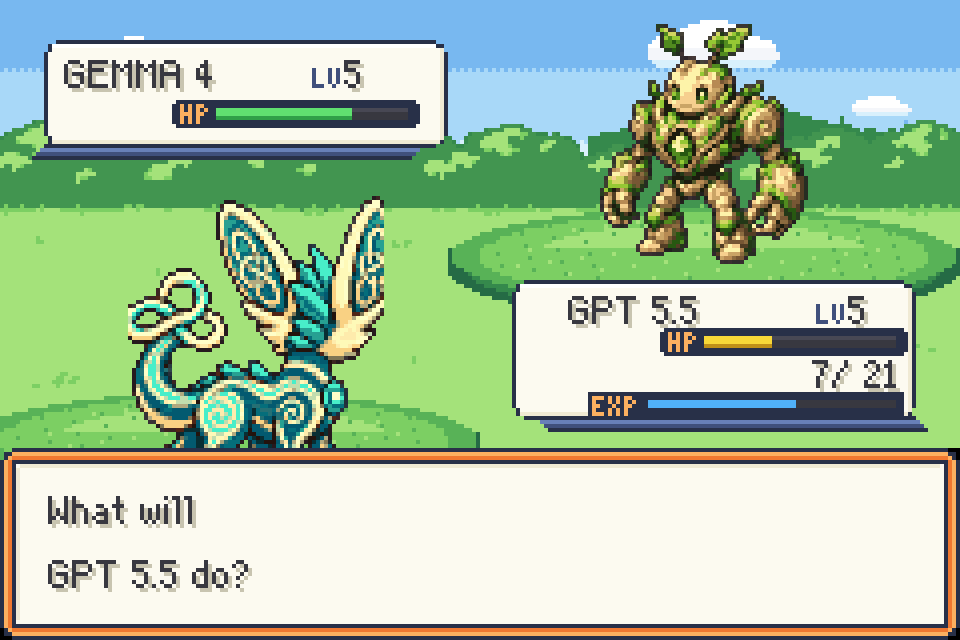 GEMMA 4 Lv5
HP
GPT 5.5 Lv5
HP
7/ 21
EXP
What will
GPT 5.5 do?